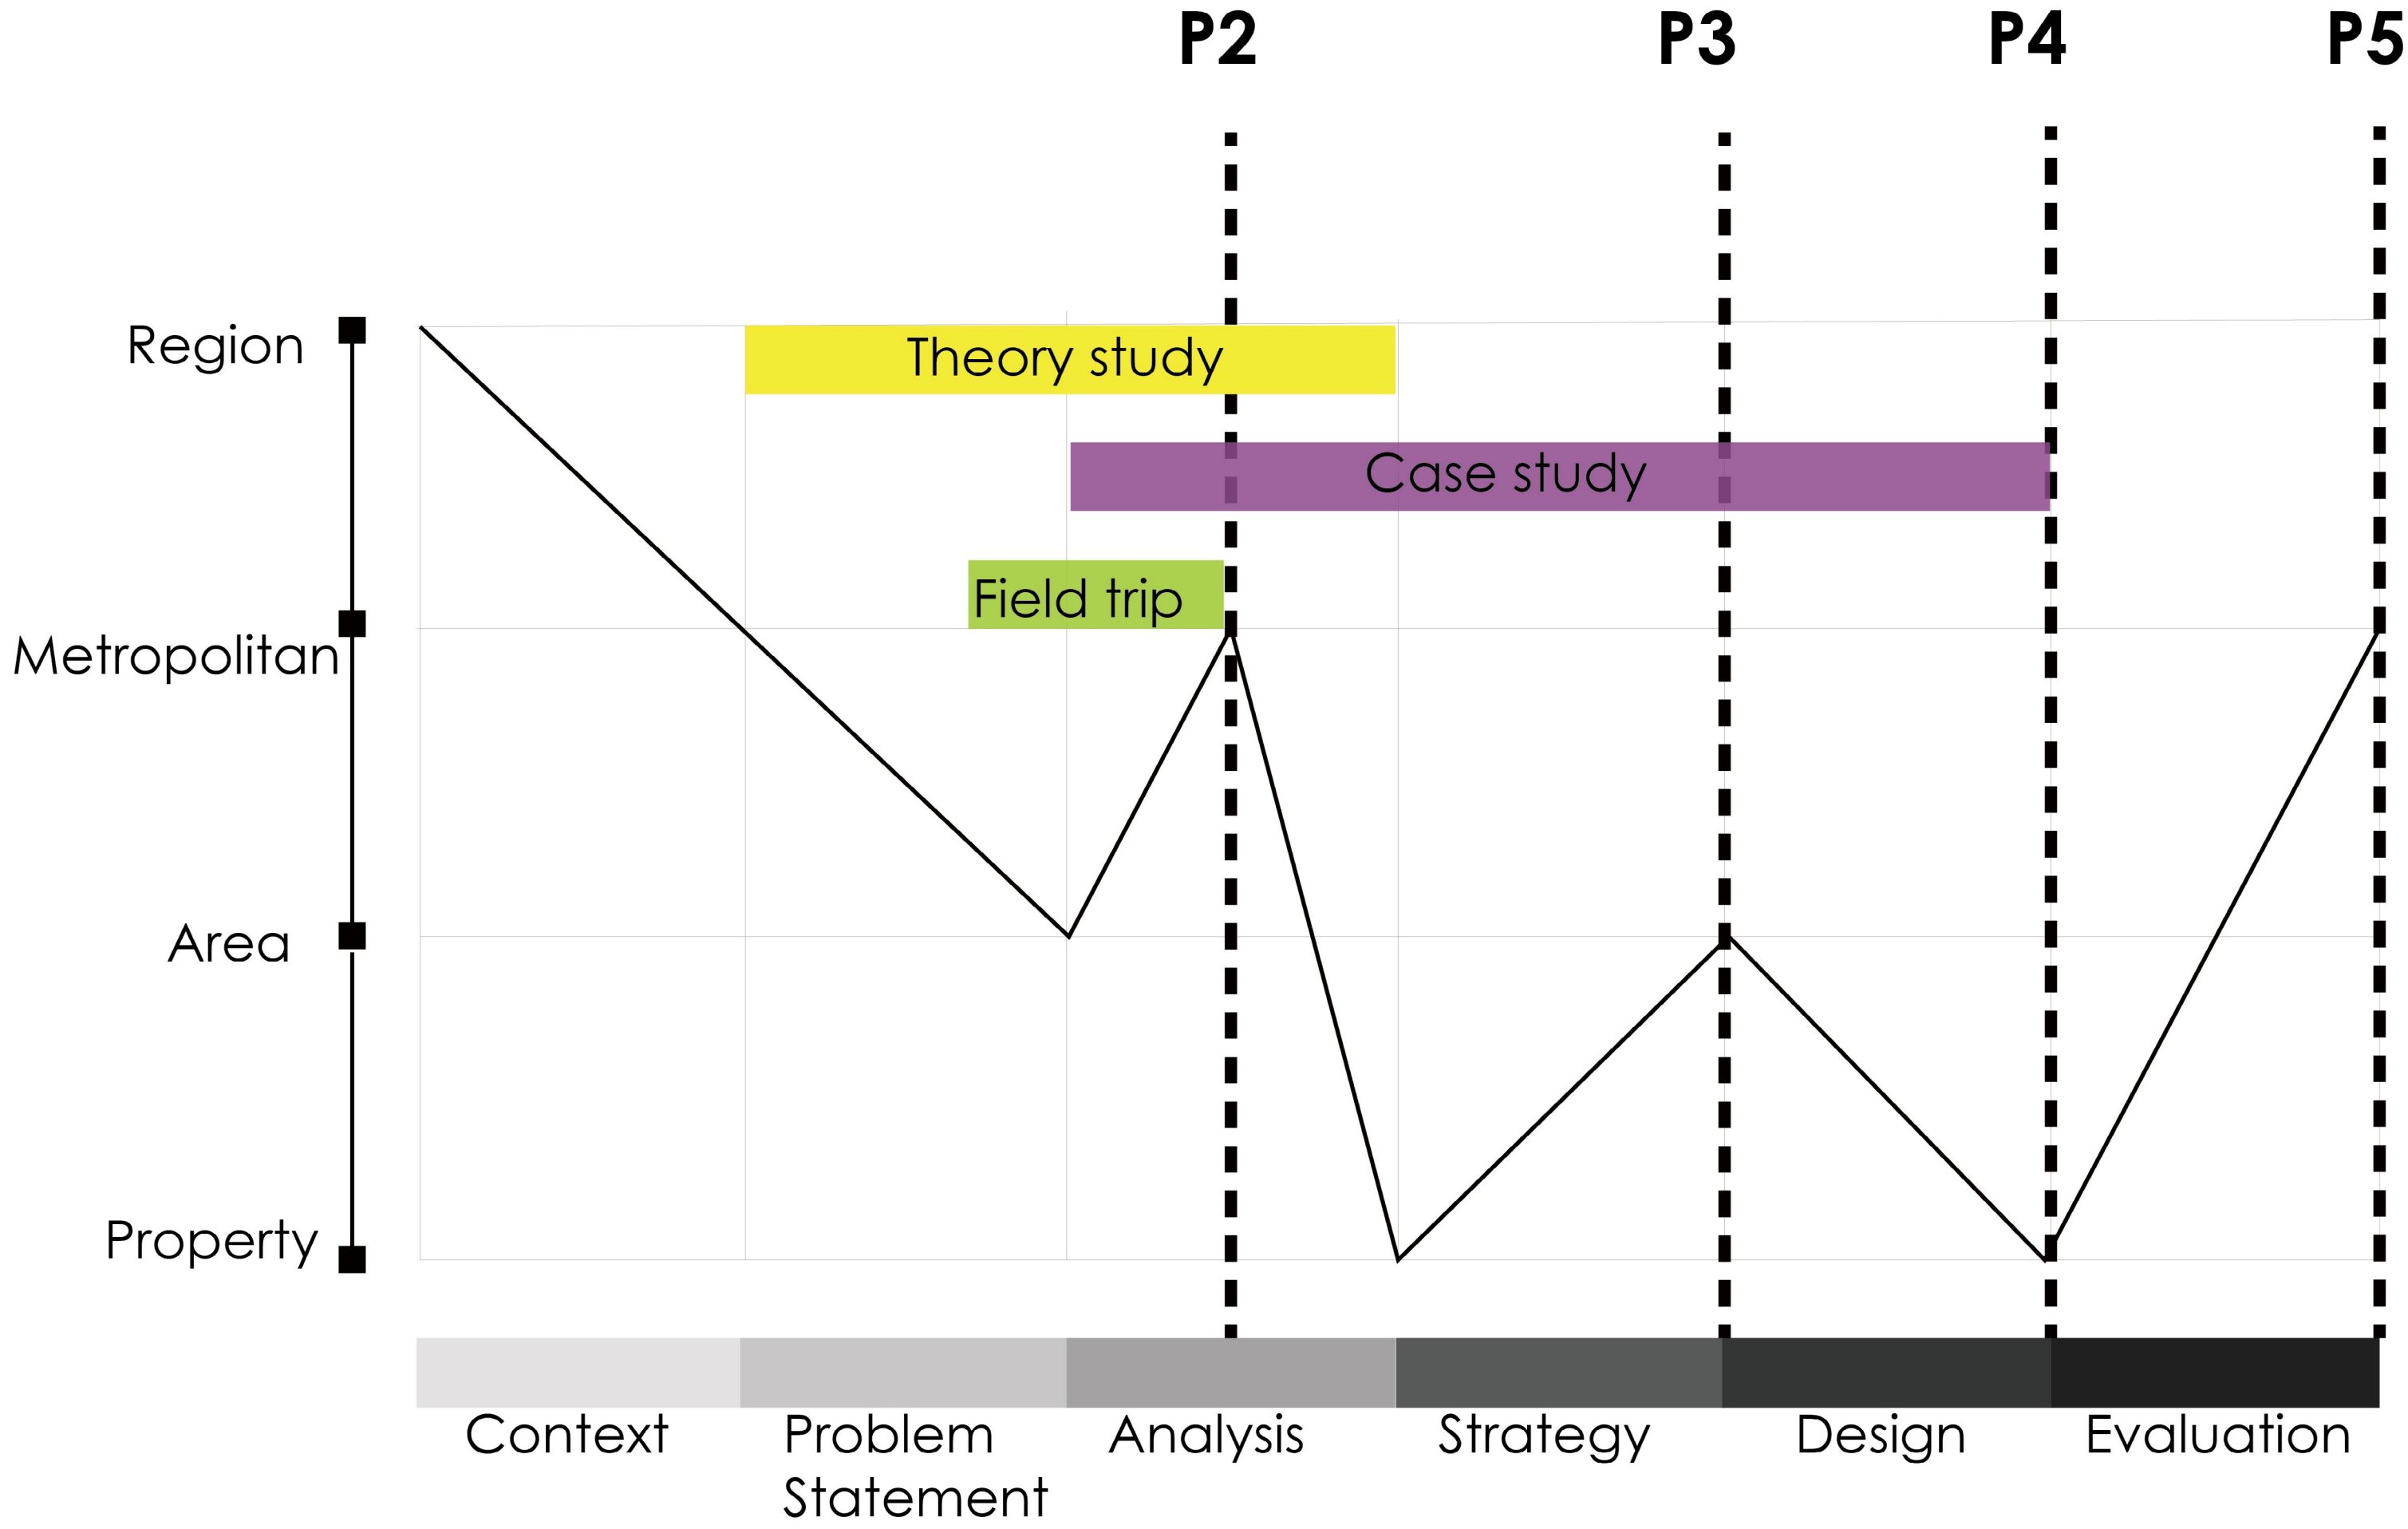 P2 P3 P4 P5
Region
Theory study
Case study
Field trip
Metropolitan
Area
Property
Context
Problem
Statement
Analysis
Strategy
Design
Evaluation